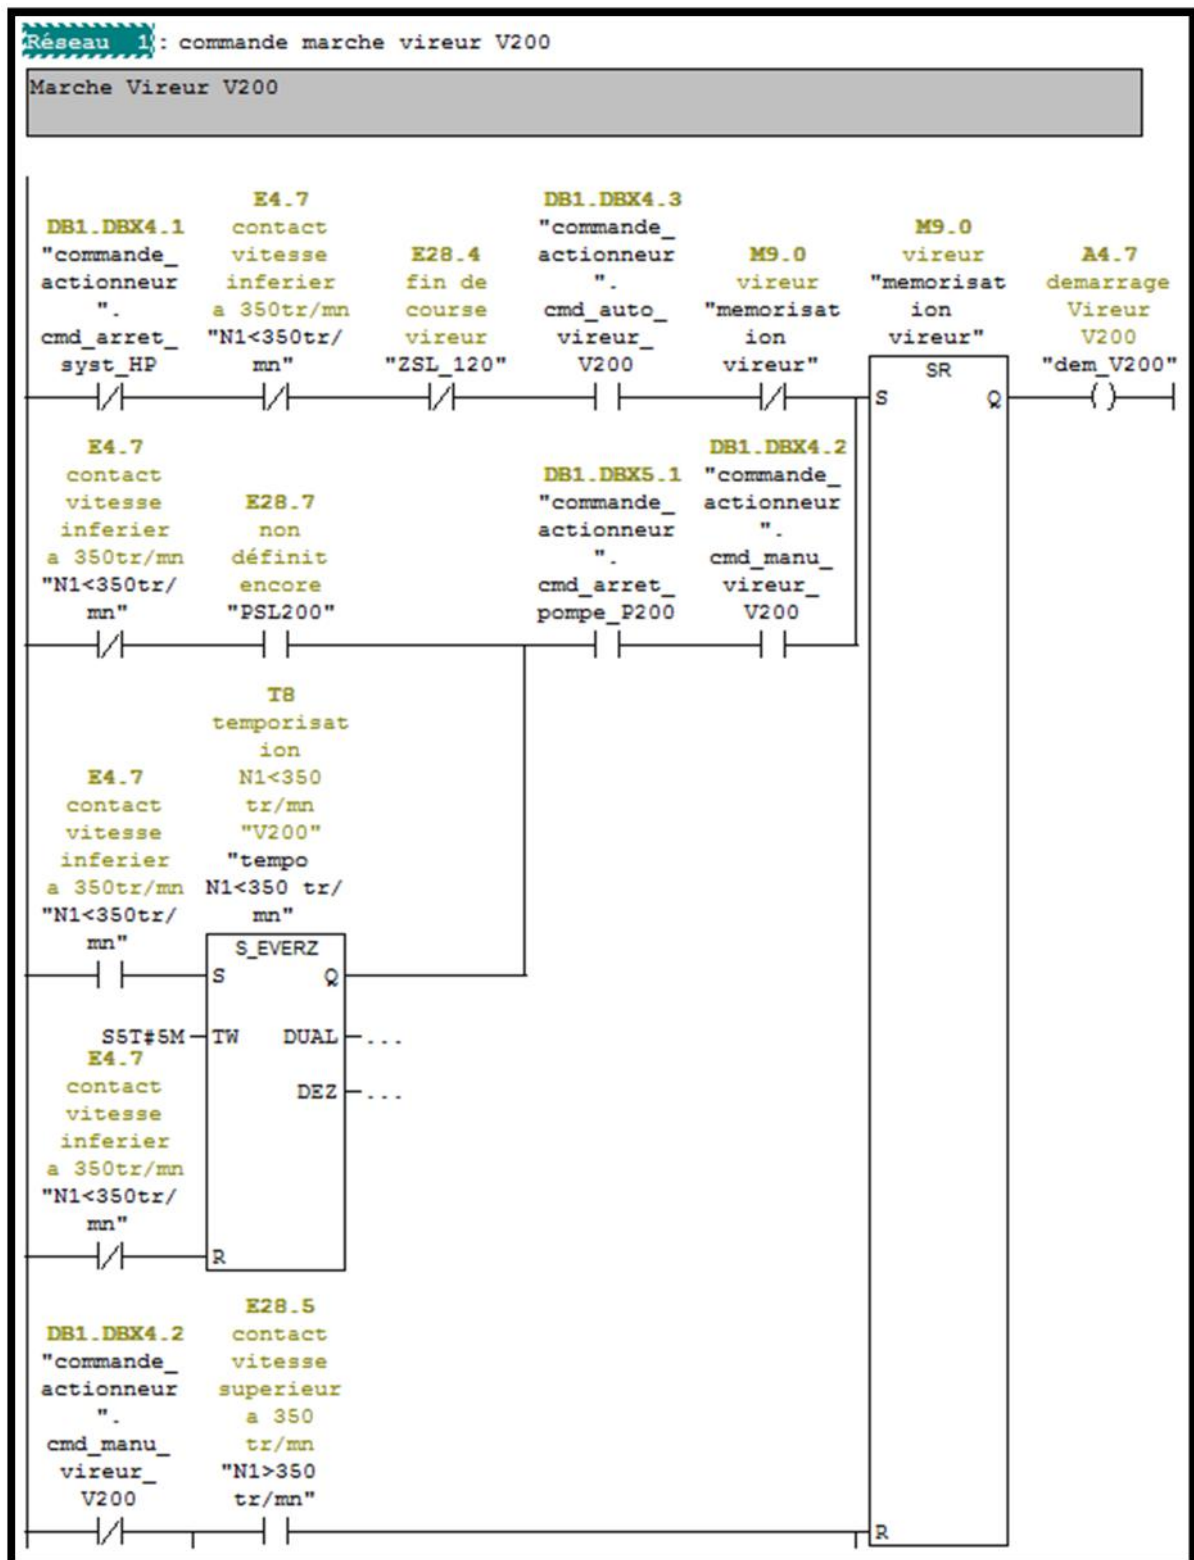 Réseau 1 : commande marche vireur V200
Marche Vireur V200
DB1.DBX4.1
"commande_
actionneur
".
cmd_arret_
syst_HP
E4.7
contact
vitesse
inferier
a 350tr/mn
"N1<350tr/
mn"
E28.4
fin de
course
vireur
"ZSL_120"
DB1.DBX4.3
"commande_
actionneur
".
cmd_auto_
vireur_
V200
M9.0
vireur
"memorisat
ion
vireur"
M9.0
vireur
"memorisat
ion
vireur"
SR
S
Q
A4.7
demarrage
Vireur
V200
"dem_V200"
E4.7
contact
vitesse
inferier
a 350tr/mn
"N1<350tr/
mn"
E28.7
non
définit
encore
"PSL200"
DB1.DBX5.1
"commande_
actionneur
".
cmd_arret_
pompe_P200
DB1.DBX4.2
"commande_
actionneur
".
cmd_manu_
vireur_
V200
E4.7
contact
vitesse
inferier
a 350tr/mn
"N1<350tr/
mn"
T8
temporisat
ion
N1<350
tr/mn
"V200"
"tempo
N1<350 tr/
mn"
S_EVERZ
S
Q
S5T#5M
TW
DUAL
...
DEZ
...
E4.7
contact
vitesse
inferier
a 350tr/mn
"N1<350tr/
mn"
R
DB1.DBX4.2
"commande_
actionneur
".
cmd_manu_
vireur_
V200
E28.5
contact
vitesse
superieur
a 350
tr/mn
"N1>350
tr/mn"
R